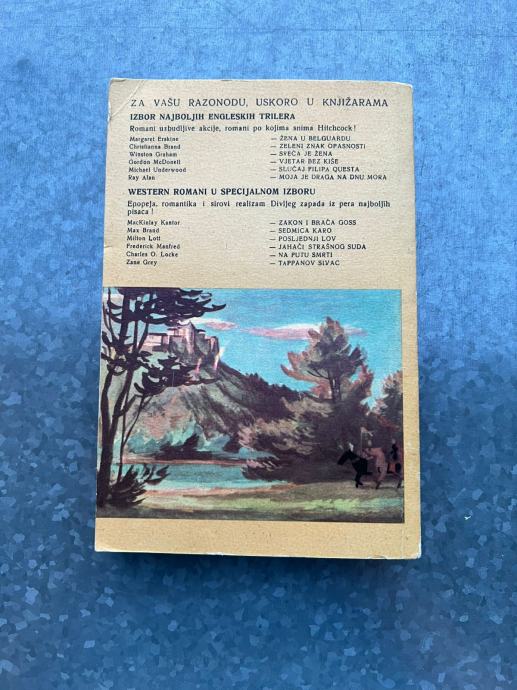 ZA VAŠU RAZONODU, USKORO U KNJIŽARAMA
IZBOR NAJBOLJIH ENGLESKIH TRILERA
Romani uzbudljive akcije, romani po kojima snima Hitchcock!
Margaret Erskine — ŽENA U BELGUARDU
Christianna Brand — ZELENI ZNAK OPASNOSTI
Winston Graham — SVEČA JE ŽENA
Gordon McDonell — VJETAR BEZ KIŠE
Michael Underwood — SLUČAJ FILIPA QUESTA
Ray Alan — MOJA JE DRAGA NA DNU MORA
WESTERN ROMANI U SPECIJALNOM IZBORU
Epopeja, romantika i sirovi realizam Divljeg zapada iz pera najboljih
pisaca!
MacKinlay Kantor — ZAKON I BRAĆA GOSS
Max Brand — SEDMICA KARO
Milton Lott — POSLJEDNJI LOV
Frederick Manfred — JAHAČI STRAŠNOG SUDA
Charles O. Locke — NA PUTU SMRTI
Zane Grey — TAPPANOV SIVAC